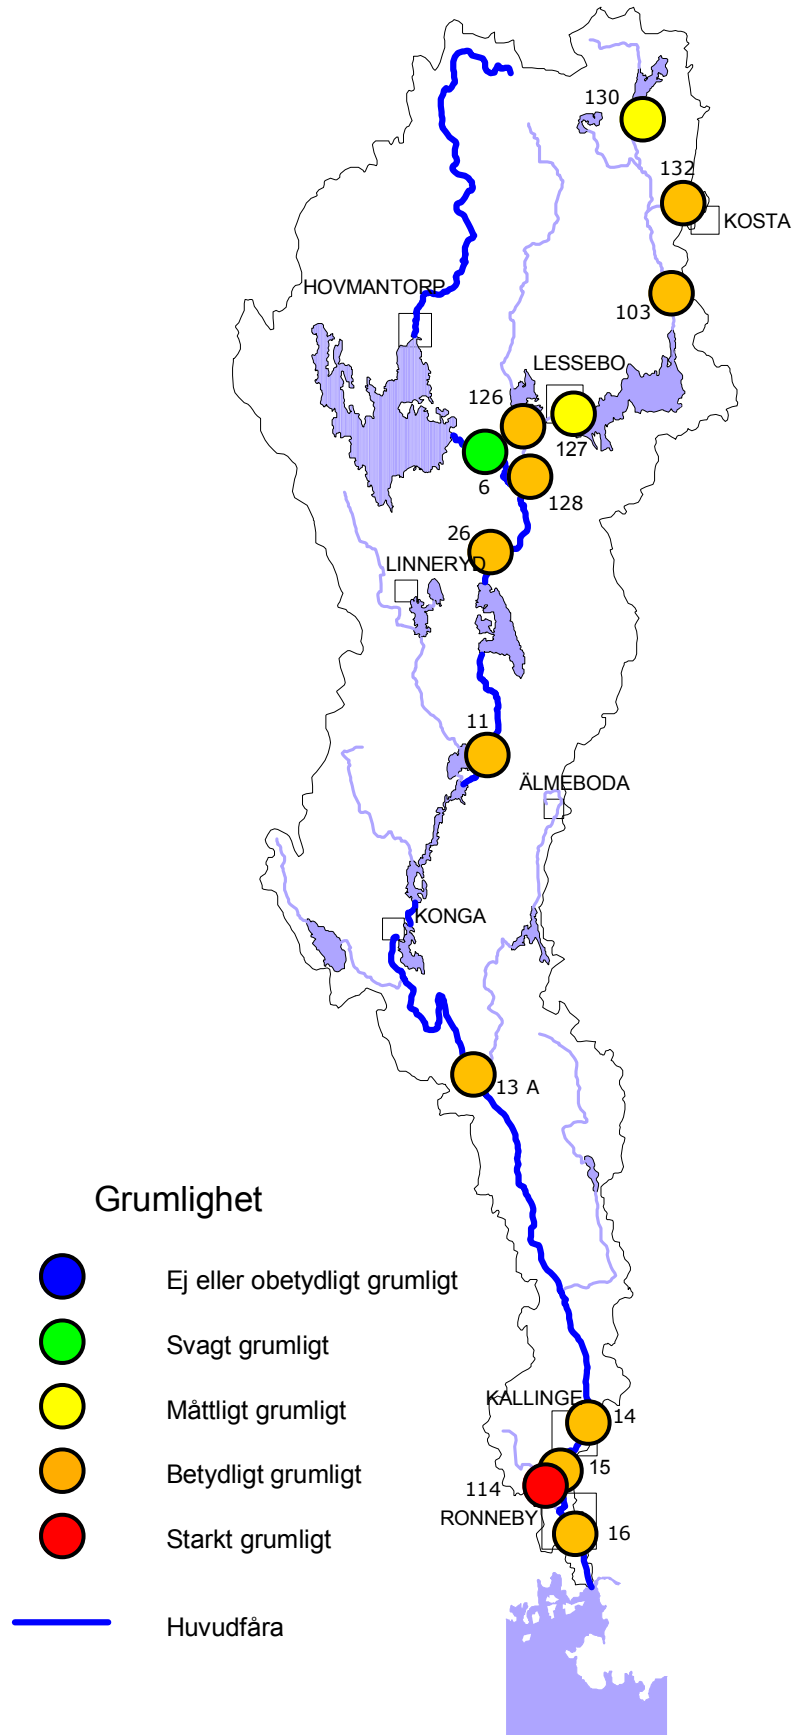 130
132
KOSTA
HOVMANTORP
103
LESSEBO
126
127
6
128
26
LINNERYD
11
ÄLMEBODA
KONGA
13 A
Grumlighet
Ej eller obetydligt grumligt
Svagt grumligt
Måttligt grumligt
Betydligt grumligt
Starkt grumligt
Huvudfåra
KALLINGE
14
15
114
RONNEBY
16